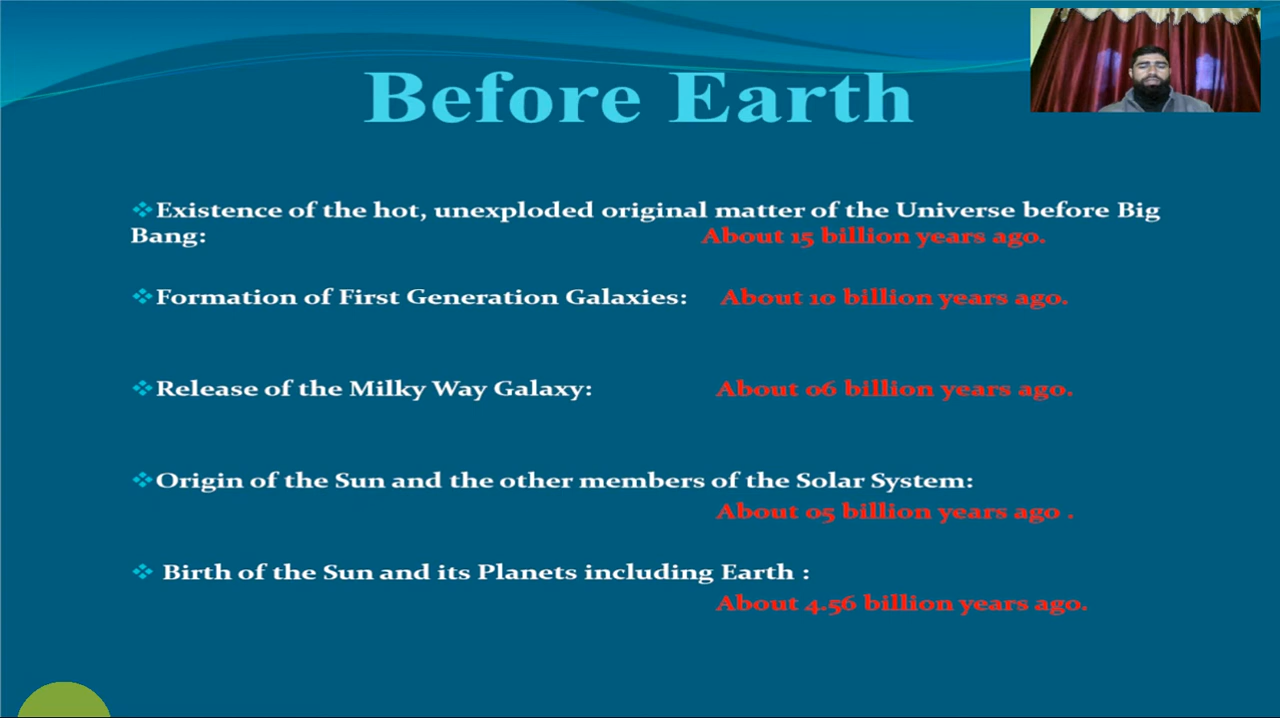 Before Earth
❖Existence of the hot, unexploded original matter of the Universe before Big
Bang: About 15 billion years ago.
❖Formation of First Generation Galaxies: About 10 billion years ago.
❖Release of the Milky Way Galaxy: About 06 billion years ago.
❖Origin of the Sun and the other members of the Solar System:
About 05 billion years ago .
❖ Birth of the Sun and its Planets including Earth :
About 4.56 billion years ago.